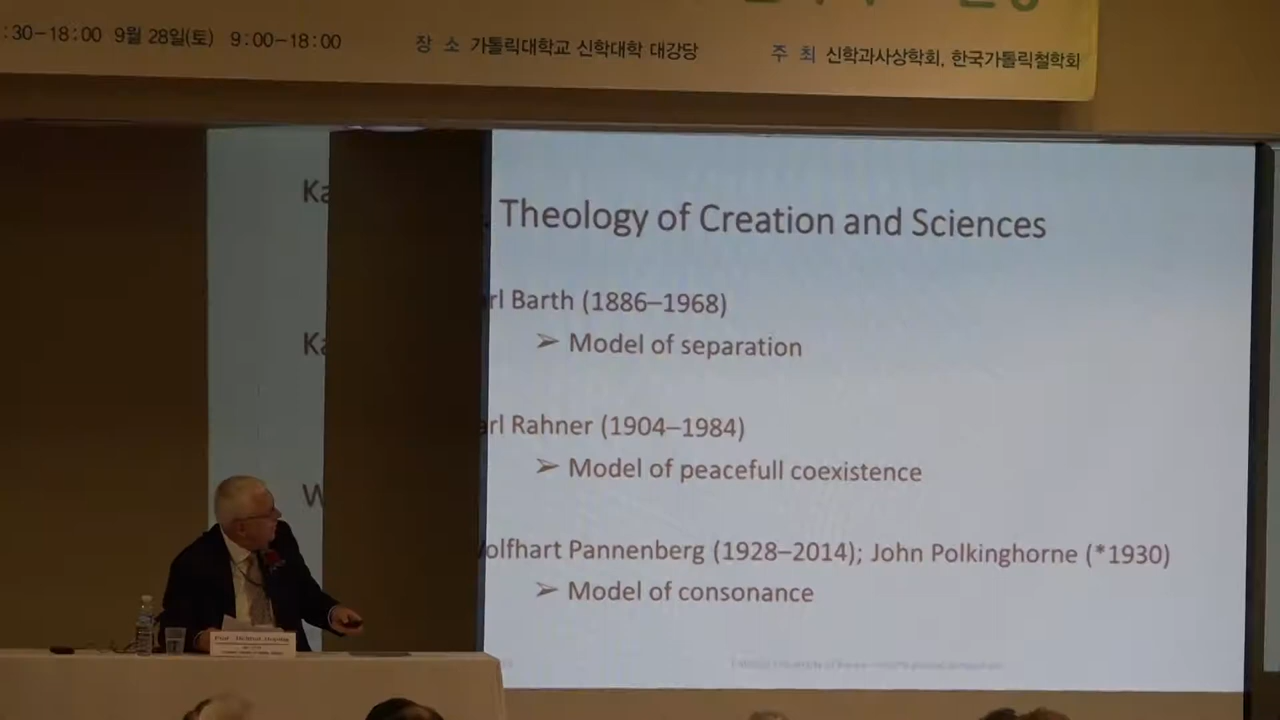 :30-18:00 9월 28일(토) 9:00-18:00 장 소 가톨릭대학교 신학대학 대강당 주 최 신학과사상학회, 한국가톨릭철학회
Theology of Creation and Sciences
Ka
rl Barth (1886–1968)
➢ Model of separation
Ka
arl Rahner (1904–1984)
➢ Model of peacefull coexistence
W
olfhart Pannenberg (1928–2014); John Polkinghorne (*1930)
➢ Model of consonance